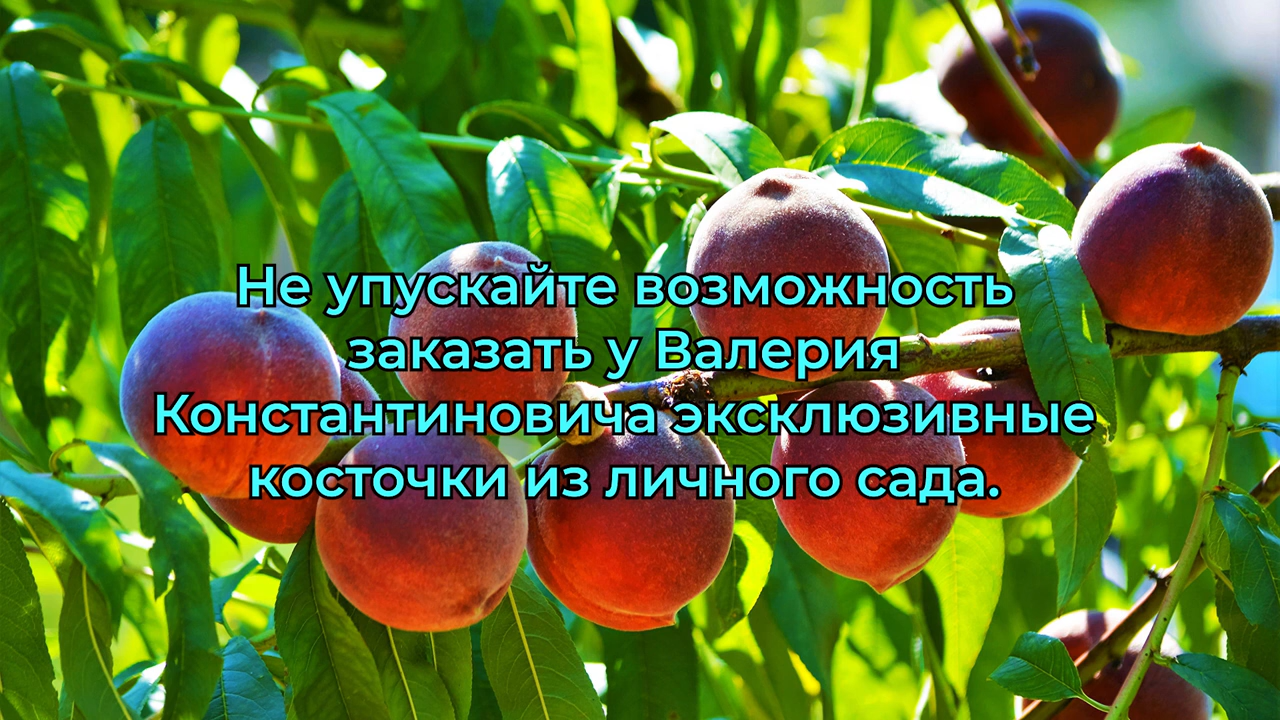 Не упускайте возможность
заказать у Валерия
Константиновича эксклюзивные
косточки из личного сада.